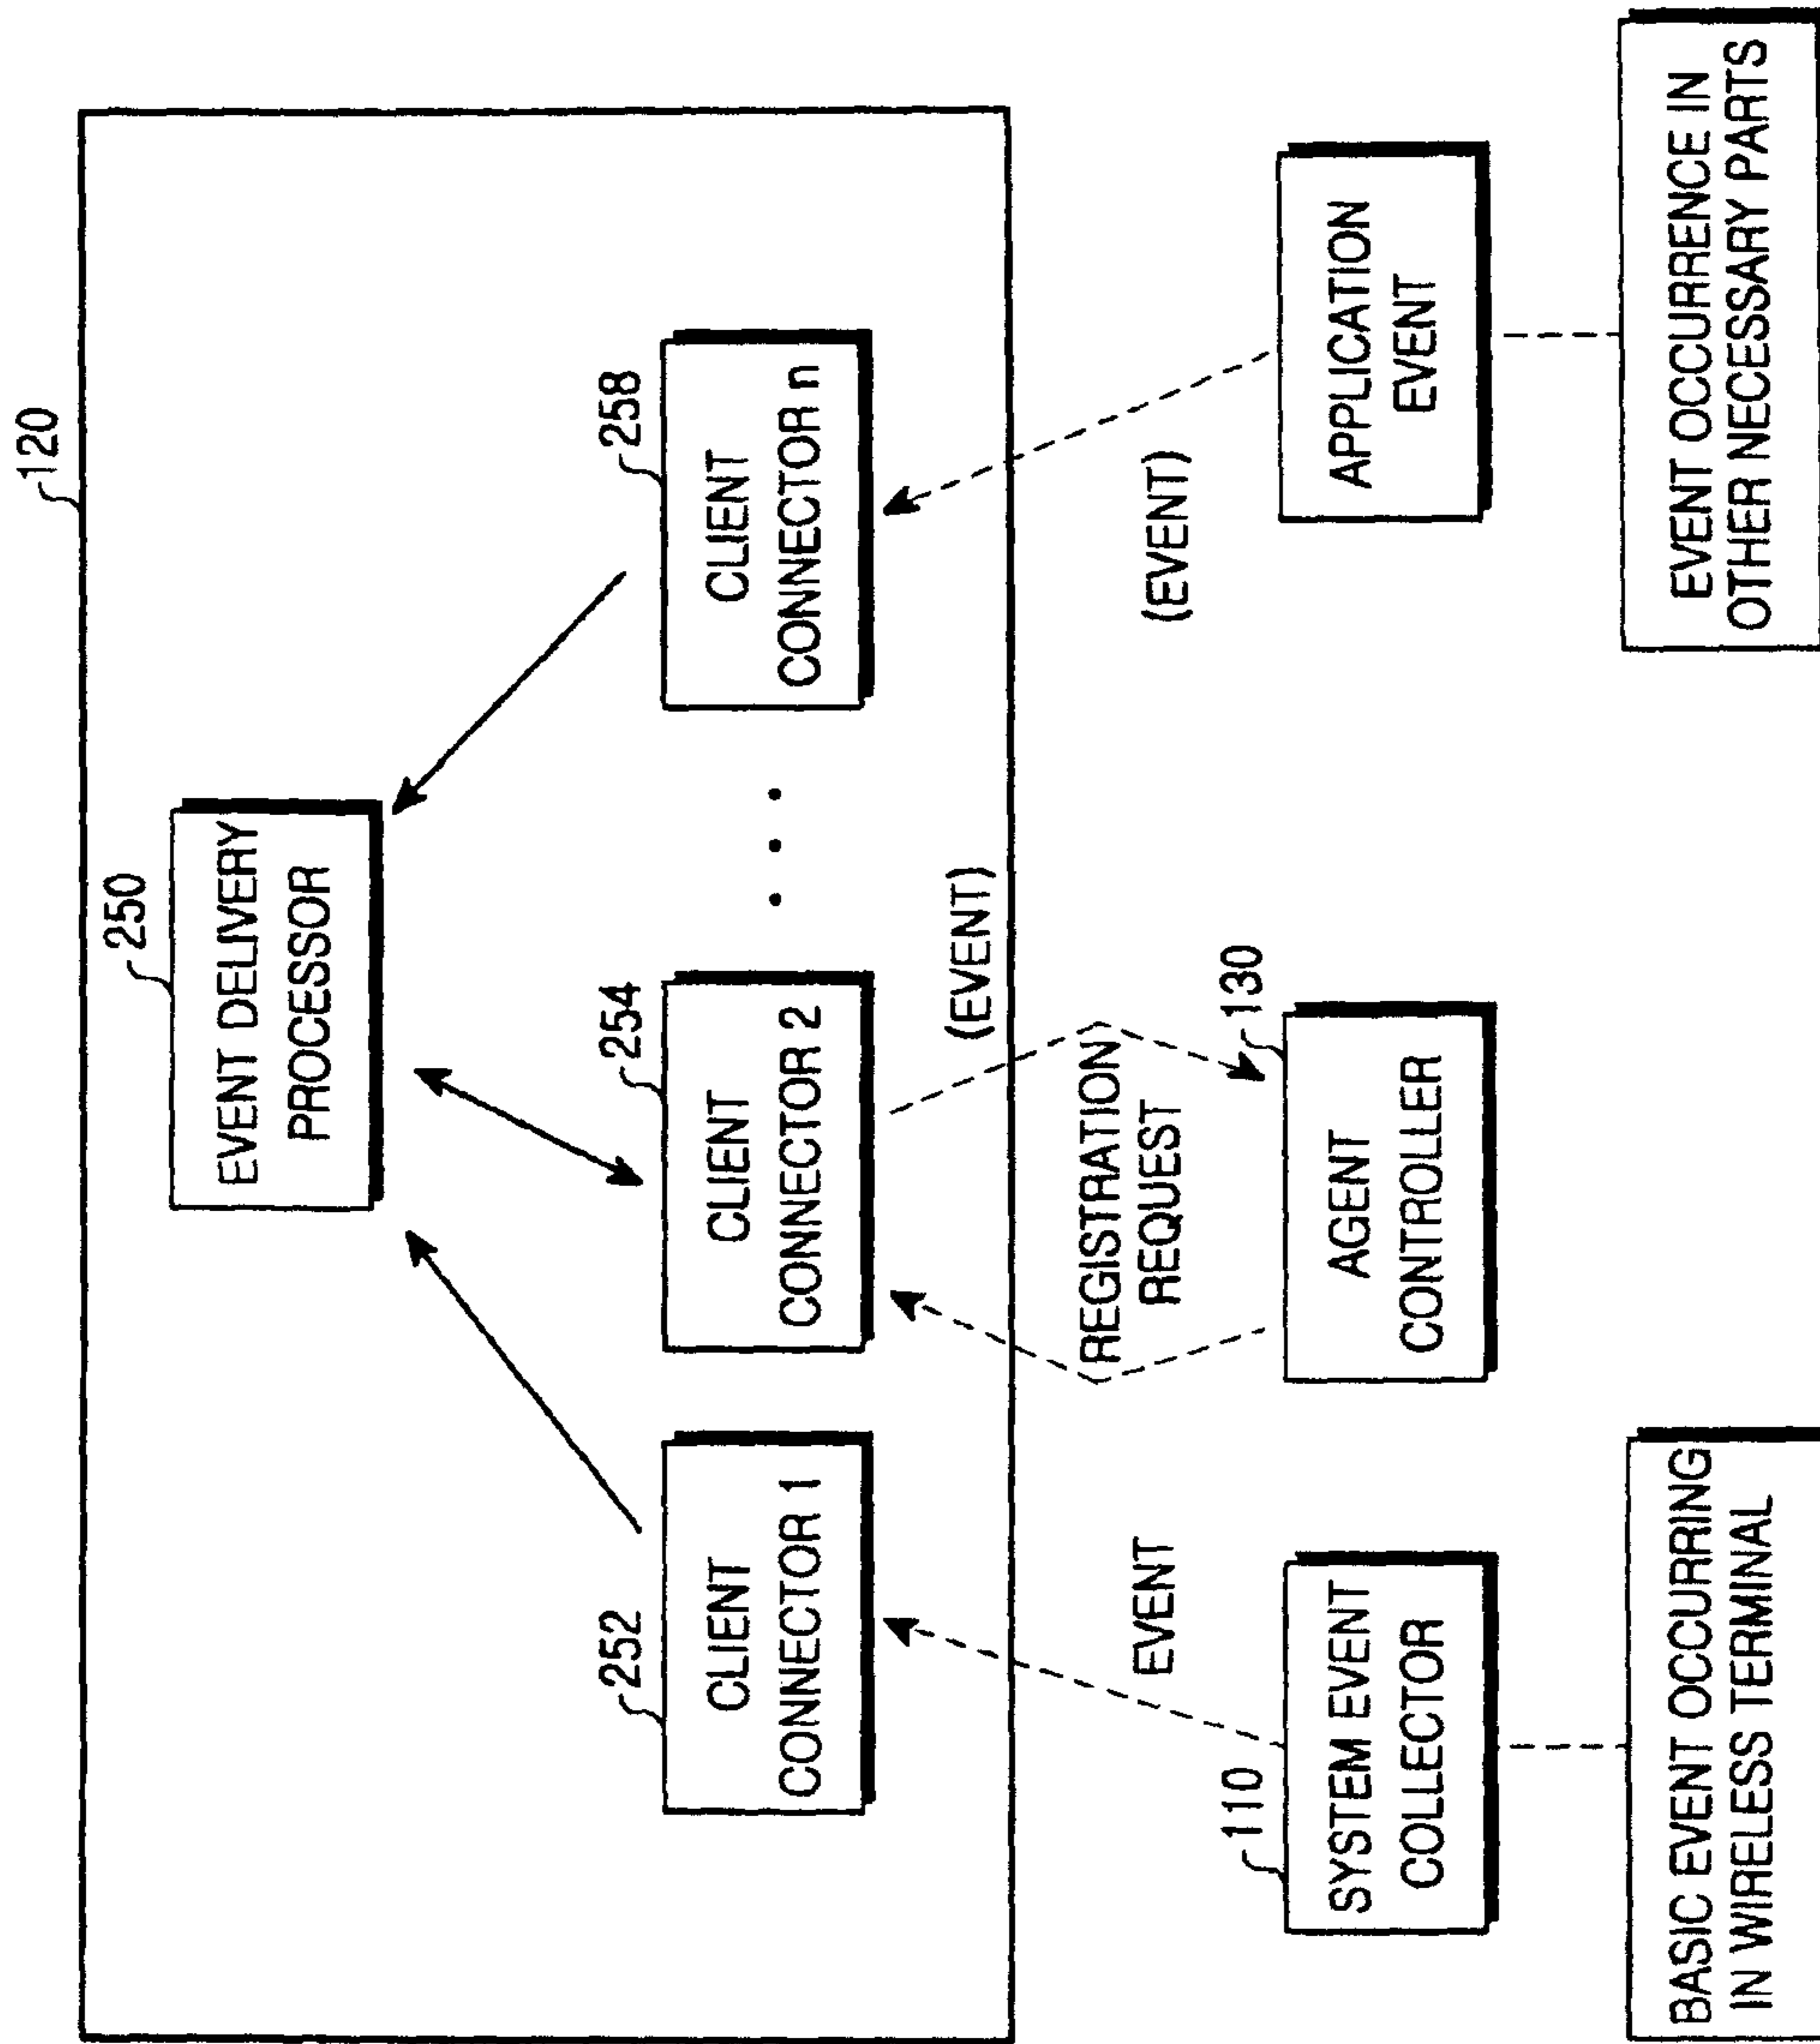 120
250
EVENT DELIVERY
PROCESSOR
252
CLIENT
CONNECTOR 1
254
CLIENT
CONNECTOR 2
. . .
258
CLIENT
CONNECTOR n
EVENT
REGISTRATION
REQUEST
(EVENT)
(EVENT)
110
SYSTEM EVENT
COLLECTOR
130
AGENT
CONTROLLER
APPLICATION
EVENT
BASIC EVENT OCCURRING
IN WIRELESS TERMINAL
EVENT OCCURRENCE IN
OTHER NECESSARY PARTS